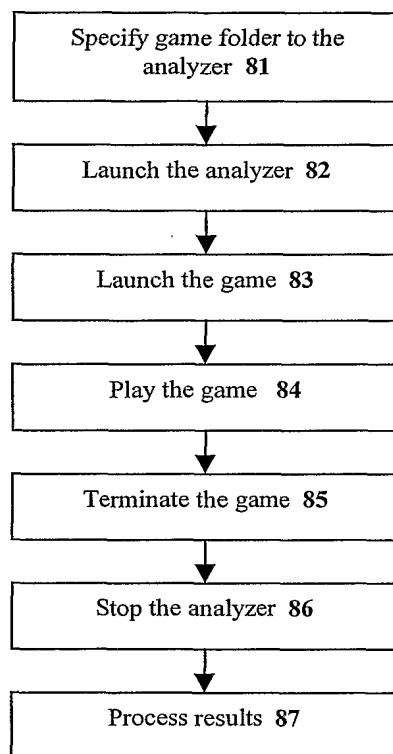 Specify game folder to the
analyzer 81
Launch the analyzer 82
Launch the game 83
Play the game 84
Terminate the game 85
Stop the analyzer 86
Process results 87